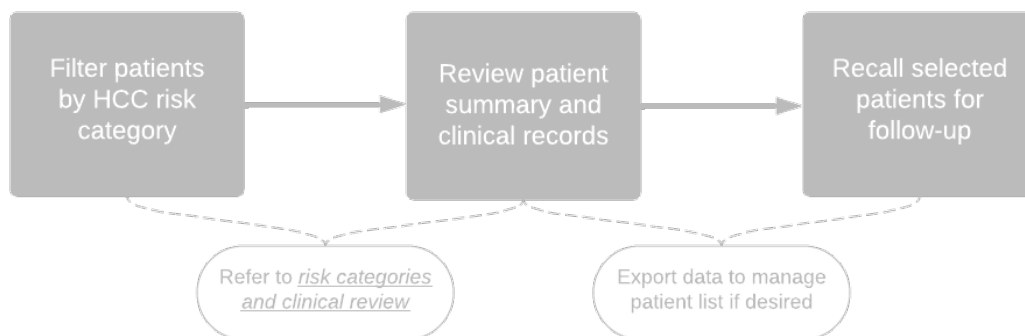 Filter patients
by HCC risk
category
Review patient
summary and
clinical records
Recall selected
patients for
follow-up
Refer to risk categories
and clinical review
Export data to manage
patient list if desired